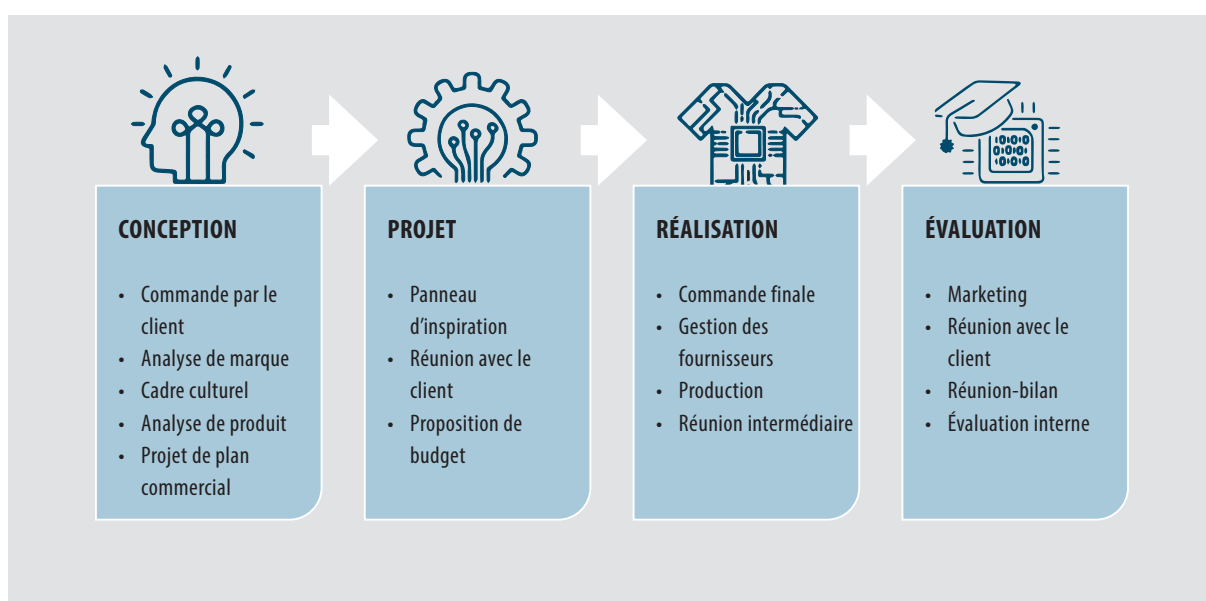 CONCEPTION
• Commande par le
client
• Analyse de marque
• Cadre culturel
• Analyse de produit
• Projet de plan
commercial
PROJET
• Panneau
d’inspiration
• Réunion avec le
client
• Proposition de
budget
RÉALISATION
• Commande finale
• Gestion des
fournisseurs
• Production
• Réunion intermédiaire
ÉVALUATION
• Marketing
• Réunion avec le
client
• Réunion-bilan
• Évaluation interne